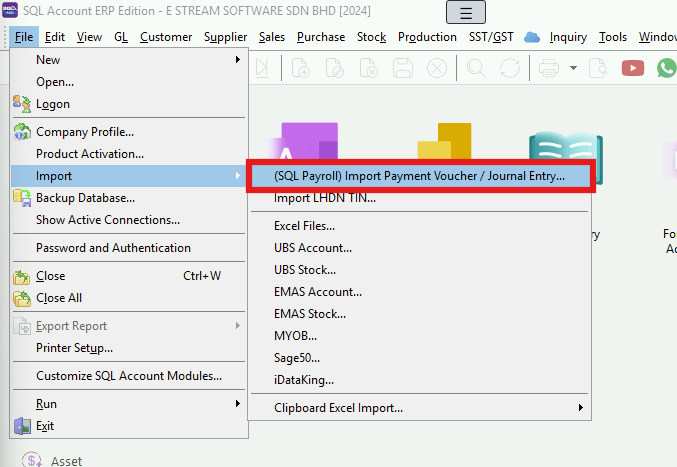 SQL Account ERP Edition - E STREAM SOFTWARE SDN BHD [2024]
File Edit View GL Customer Supplier Sales Purchase Stock Production SST/GST Inquiry Tools Window
New
Open...
Logon
Company Profile...
Product Activation...
Import
(SQL Payroll) Import Payment Voucher / Journal Entry...
Backup Database...
Import LHDN TIN...
Show Active Connections...
Excel Files...
Password and Authentication
UBS Account...
UBS Stock...
Close Ctrl+W
EMAS Account...
Close All
EMAS Stock...
Export Report
MYOB...
Printer Setup...
Sage50...
Customize SQL Account Modules...
iDataKing...
Run
Clipboard Excel Import...
Exit
Asset